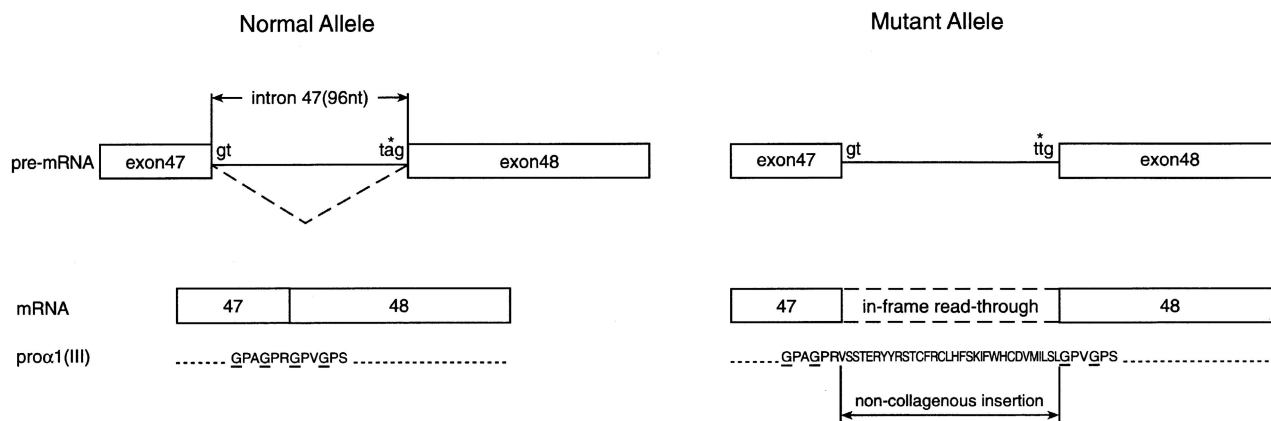 Normal Allele
Mutant Allele
intron 47(96nt)
pre-mRNA
exon47
gt
*
tag
exon48
exon47
gt
*
ttg
exon48
mRNA
47
48
47
in-frame read-through
48
proα1(III)
GPAGPRGPVGPS
GPAGPRVSSTERYYRSTCFRCLHFSKIFWHCDVMILSLGPVGPS
non-collagenous insertion